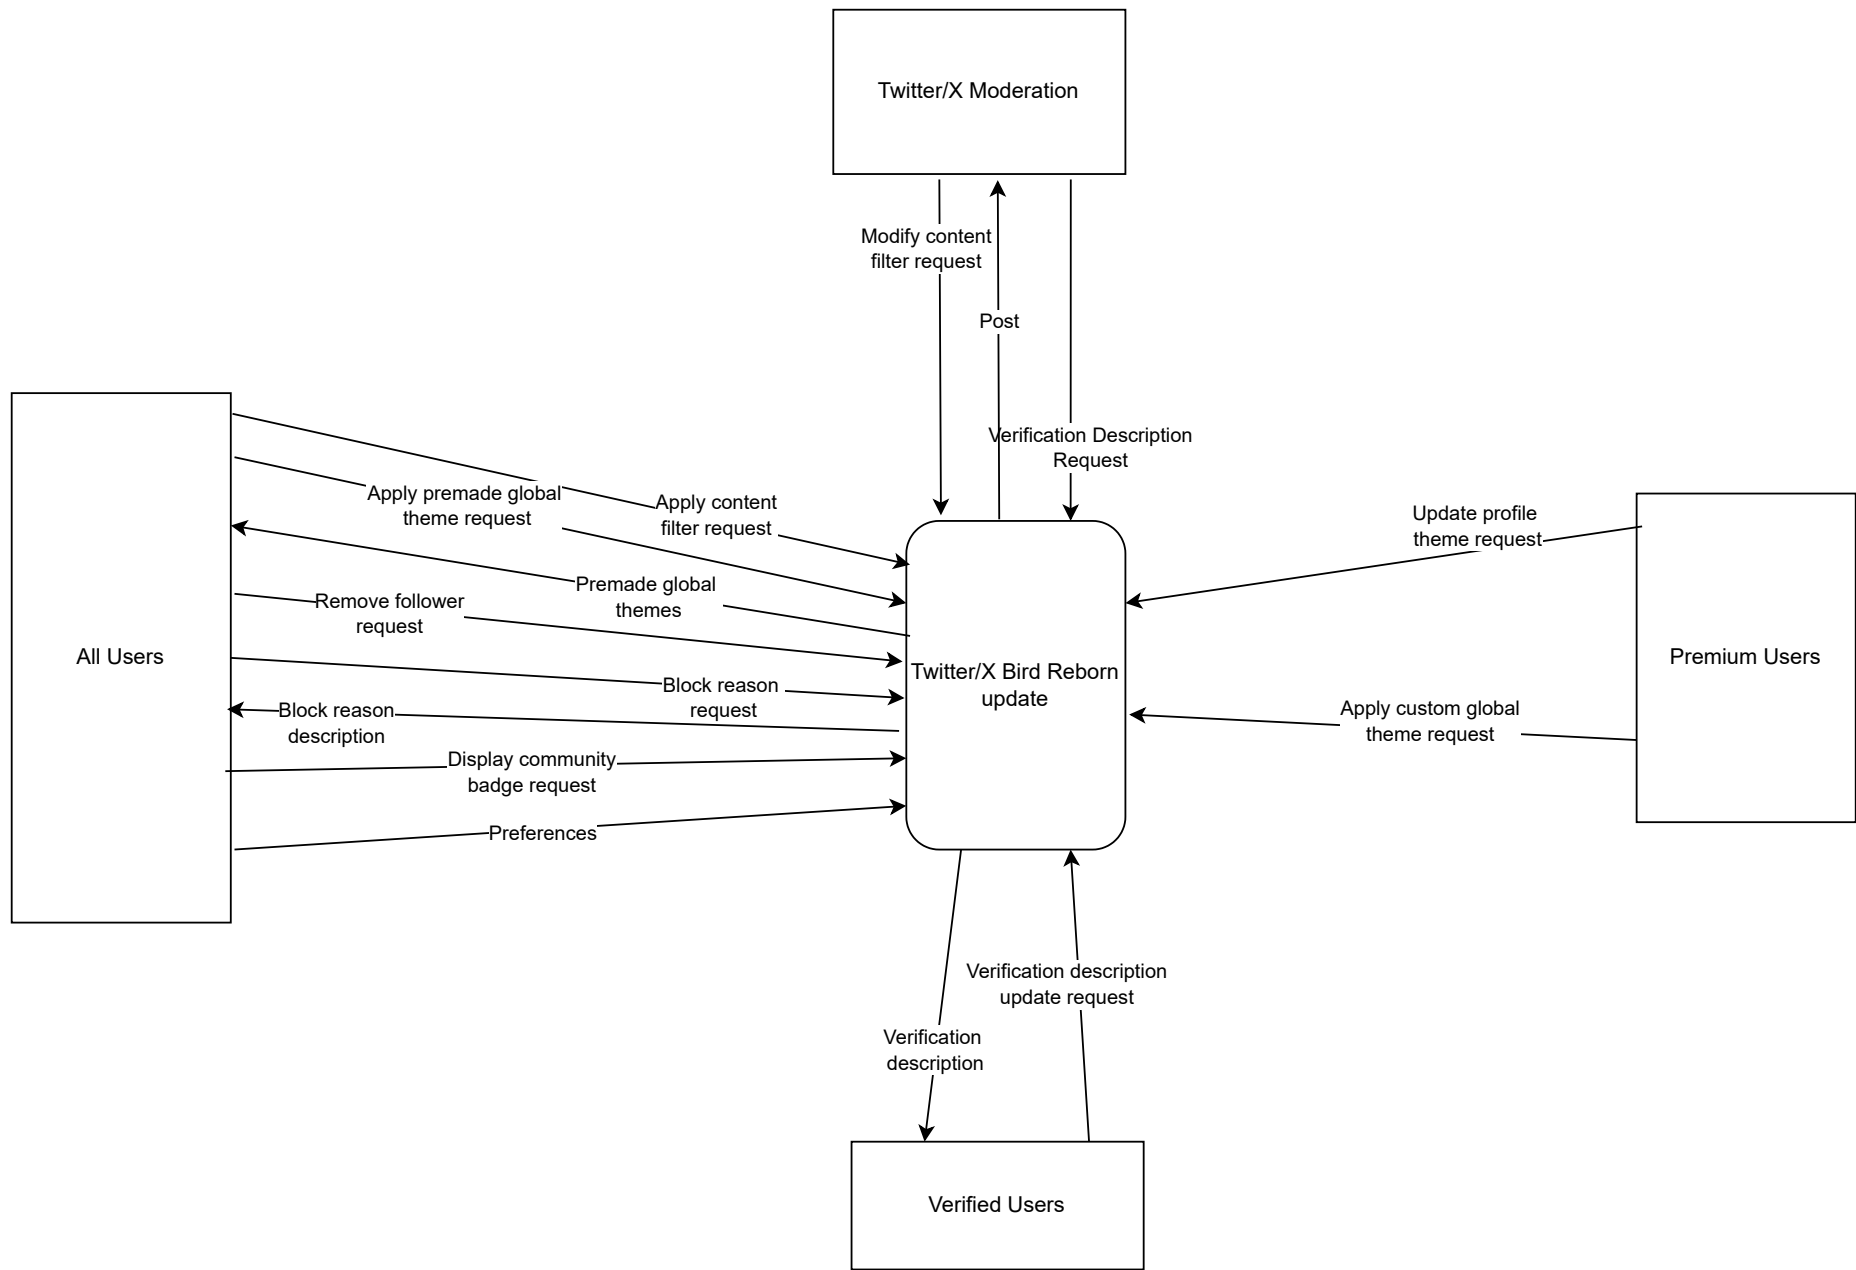 Twitter/X Moderation
Modify content
filter request
Post
Verification Description
Request
Apply premade global
theme request
Apply content
filter request
Update profile
theme request
Premade global
themes
Remove follower
request
All Users
Twitter/X Bird Reborn
update
Premium Users
Block reason
request
Block reason
description
Apply custom global
theme request
Display community
badge request
Preferences
Verification description
update request
Verification
description
Verified Users